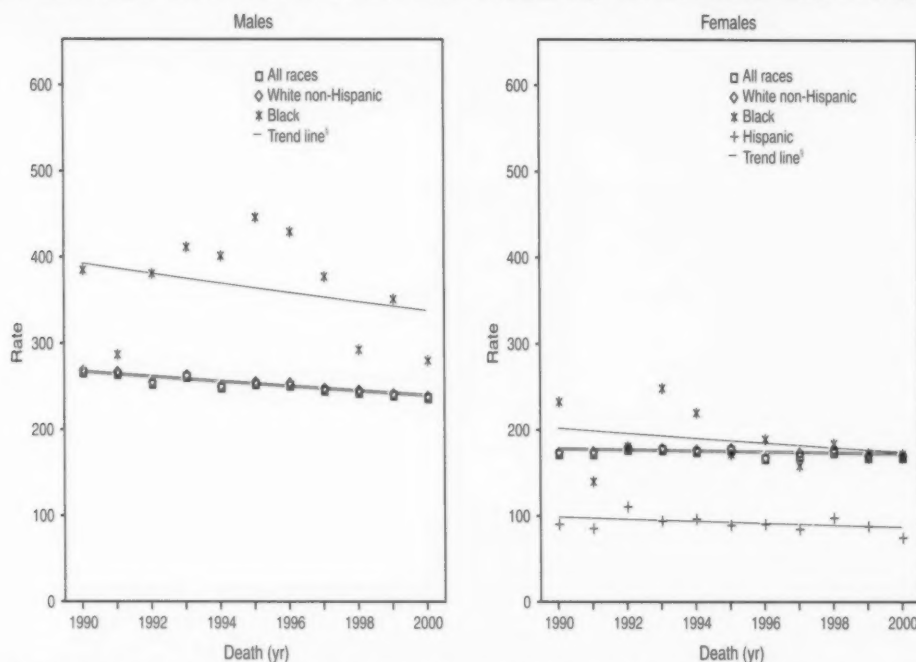 Males
□ All races
◇ White non-Hispanic
* Black
— Trend line§
600
500
400
300
200
100
0
Rate
1990 1992 1994 1996 1998 2000
Death (yr)
Females
□ All races
◇ White non-Hispanic
* Black
+ Hispanic
— Trend line§
600
500
400
300
200
100
0
Rate
1990 1992 1994 1996 1998 2000
Death (yr)